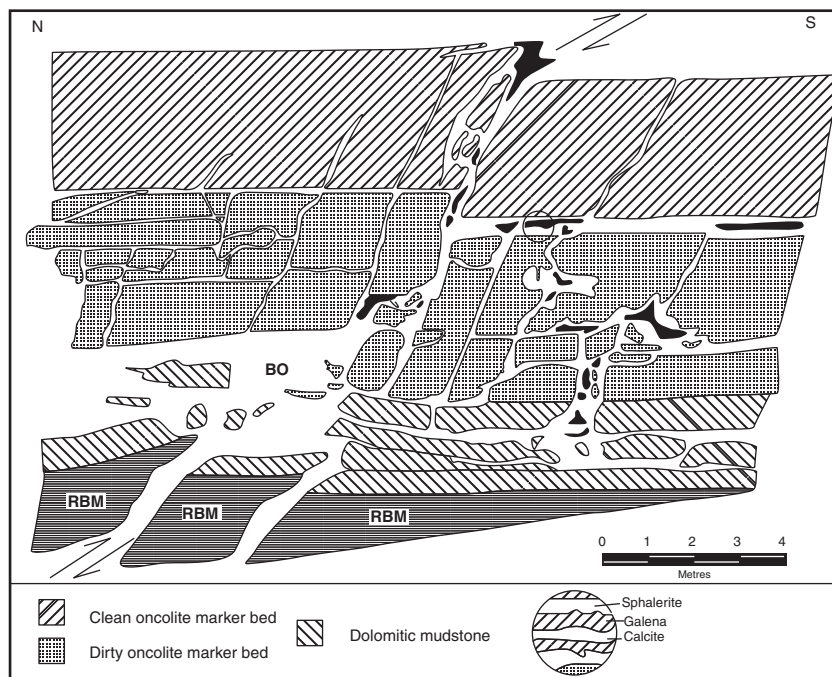 N
S
BO
RBM
RBM
RBM
0 1 2 3 4
Metres
Clean oncolite marker bed
Dirty oncolite marker bed
Dolomitic mudstone
Sphalerite
Galena
Calcite